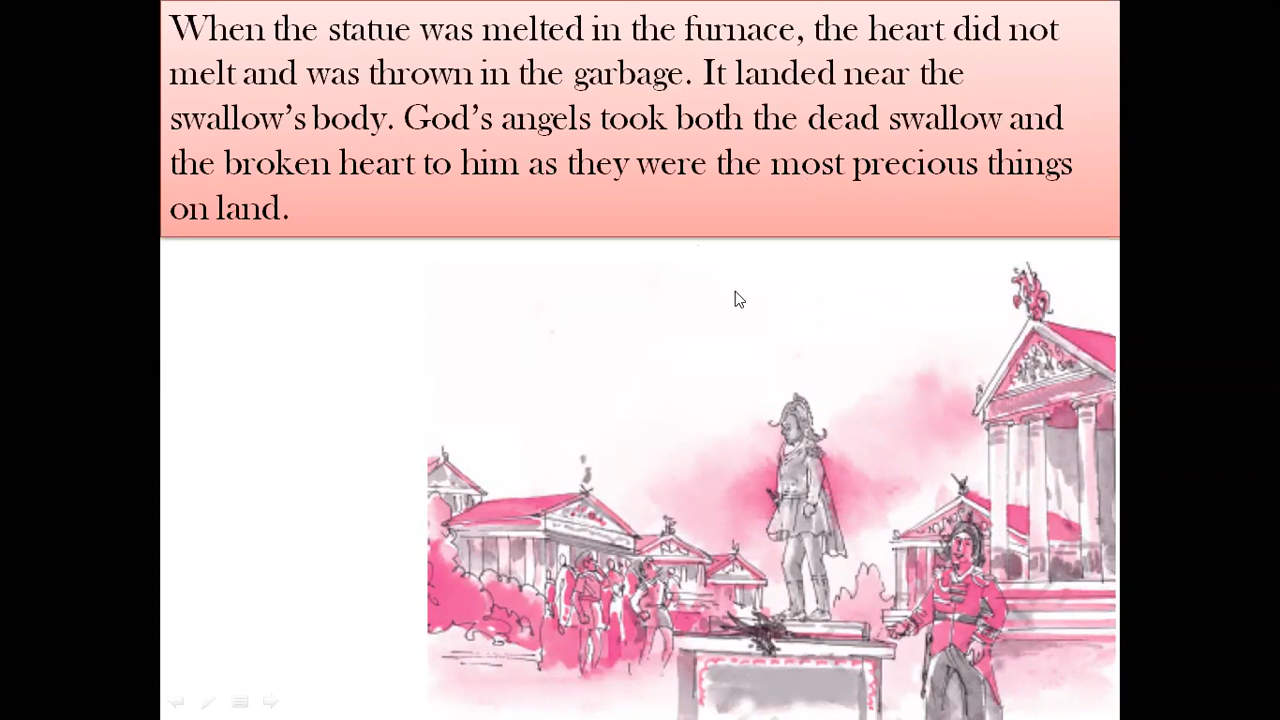 When the statue was melted in the furnace, the heart did not
melt and was thrown in the garbage. It landed near the
swallow’s body. God’s angels took both the dead swallow and
the broken heart to him as they were the most precious things
on land.